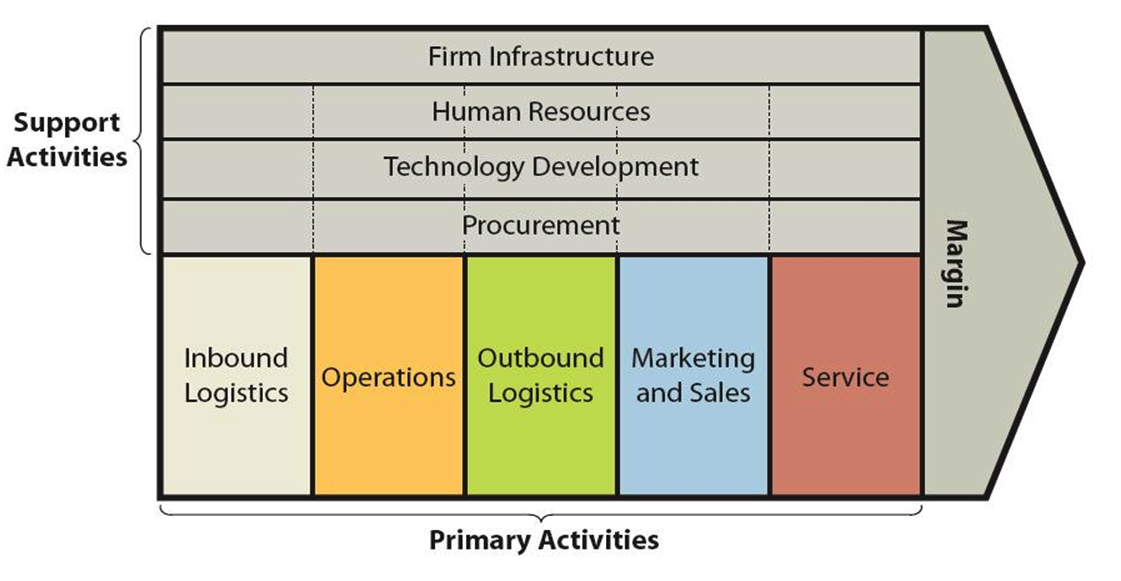 Support
Activities
Firm Infrastructure
Human Resources
Technology Development
Procurement
Inbound
Logistics
Operations
Outbound
Logistics
Marketing
and Sales
Service
Margin
Primary Activities